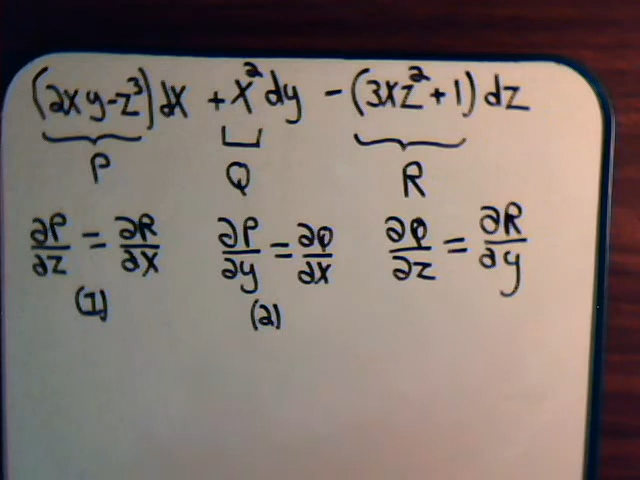 (2xy-z³)dx + x²dy - (3xz²+1)dz
P Q R
∂P/∂z = ∂R/∂x ∂P/∂y = ∂Q/∂x ∂Q/∂z = ∂R/∂y
(1) (2)